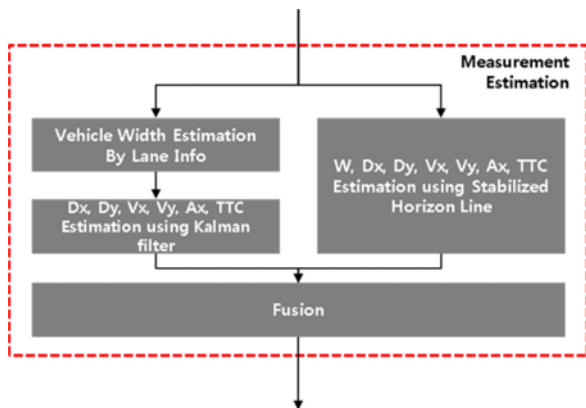 Measurement
Estimation
Vehicle Width Estimation
By Lane Info
W, Dx, Dy, Vx, Vy, Ax, TTC
Estimation using Stabilized
Horizon Line
Dx, Dy, Vx, Vy, Ax, TTC
Estimation using Kalman
filter
Fusion